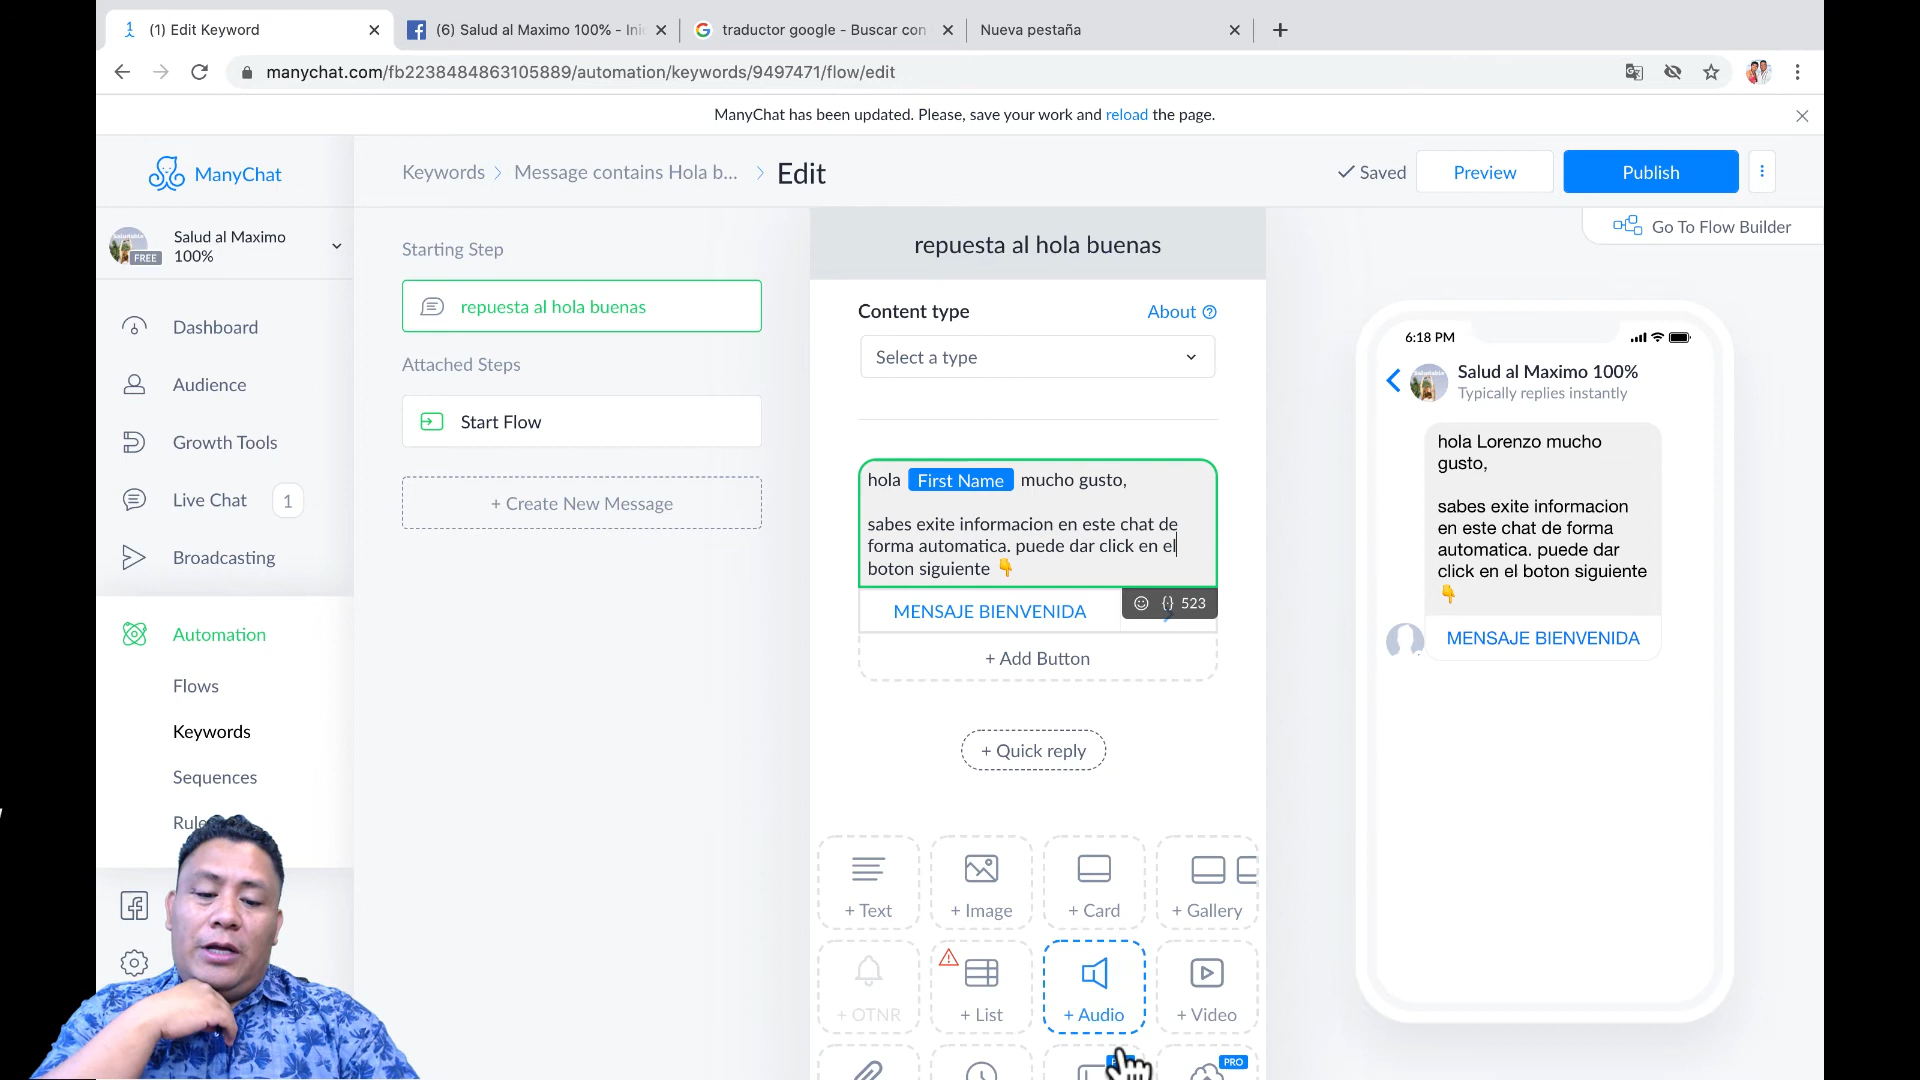 (1) Edit Keyword
(6) Salud al Maximo 100% - Ini
traductor google - Buscar con
Nueva pestaña
manychat.com/fb2238484863105889/automation/keywords/9497471/flow/edit
ManyChat has been updated. Please, save your work and reload the page.
ManyChat
Keywords
Message contains Hola b...
Edit
Saved
Preview
Publish
Go To Flow Builder
Salud al Maximo
100%
FREE
Dashboard
Audience
Growth Tools
Live Chat
1
Broadcasting
Automation
Flows
Keywords
Sequences
Rules
Starting Step
repuesta al hola buenas
Attached Steps
Start Flow
+ Create New Message
repuesta al hola buenas
Content type
About
Select a type
hola First Name mucho gusto,
sabes exite informacion en este chat de
forma automatica. puede dar click en el
boton siguiente 👇
{} 523
MENSAJE BIENVENIDA
+ Add Button
+ Quick reply
+ Text
+ Image
+ Card
+ Gallery
+ OTNR
+ List
+ Audio
+ Video
PRO
6:18 PM
Salud al Maximo 100%
Typically replies instantly
hola Lorenzo mucho
gusto,
sabes exite informacion
en este chat de forma
automatica. puede dar
click en el boton siguiente
👇
MENSAJE BIENVENIDA